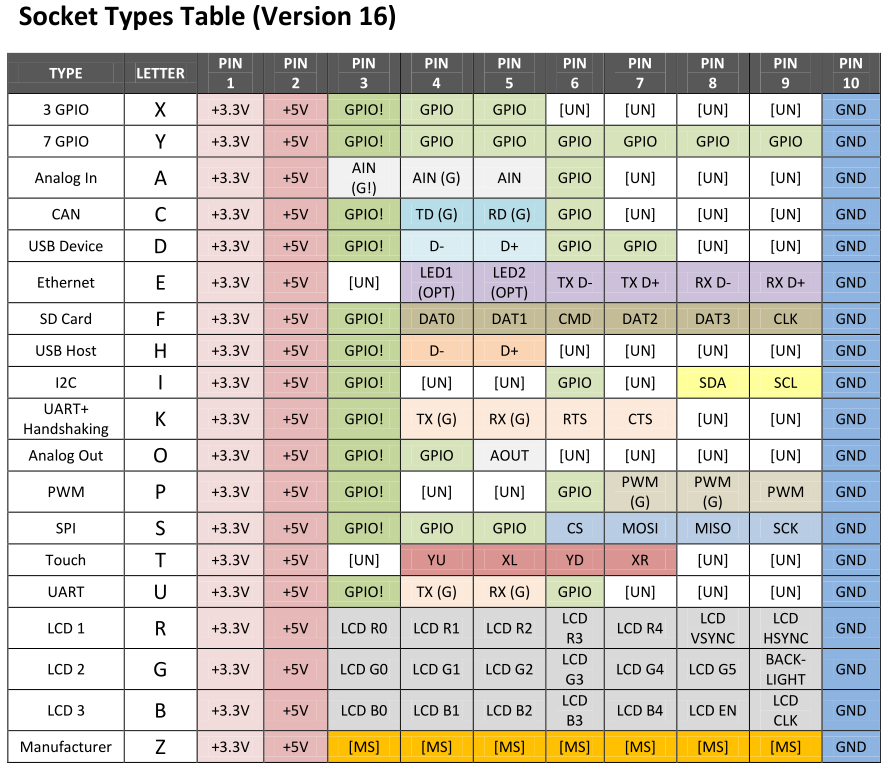 Socket Types Table (Version 16)
TYPE LETTER PIN 1 PIN 2 PIN 3 PIN 4 PIN 5 PIN 6 PIN 7 PIN 8 PIN 9 PIN 10
3 GPIO X +3.3V +5V GPIO! GPIO GPIO [UN] [UN] [UN] [UN] GND
7 GPIO Y +3.3V +5V GPIO! GPIO GPIO GPIO GPIO GPIO GPIO GND
Analog In A +3.3V +5V AIN (G!) AIN (G) AIN GPIO [UN] [UN] [UN] GND
CAN C +3.3V +5V GPIO! TD (G) RD (G) GPIO [UN] [UN] [UN] GND
USB Device D +3.3V +5V GPIO! D- D+ GPIO GPIO [UN] [UN] GND
Ethernet E +3.3V +5V [UN] LED1 (OPT) LED2 (OPT) TX D- TX D+ RX D- RX D+ GND
SD Card F +3.3V +5V GPIO! DAT0 DAT1 CMD DAT2 DAT3 CLK GND
USB Host H +3.3V +5V GPIO! D- D+ [UN] [UN] [UN] [UN] GND
I2C I +3.3V +5V GPIO! [UN] [UN] GPIO [UN] SDA SCL GND
UART+ Handshaking K +3.3V +5V GPIO! TX (G) RX (G) RTS CTS [UN] [UN] GND
Analog Out O +3.3V +5V GPIO! GPIO AOUT [UN] [UN] [UN] [UN] GND
PWM P +3.3V +5V GPIO! [UN] [UN] GPIO PWM (G) PWM (G) PWM GND
SPI S +3.3V +5V GPIO! GPIO GPIO CS MOSI MISO SCK GND
Touch T +3.3V +5V [UN] YU XL YD XR [UN] [UN] GND
UART U +3.3V +5V GPIO! TX (G) RX (G) GPIO [UN] [UN] [UN] GND
LCD 1 R +3.3V +5V LCD R0 LCD R1 LCD R2 LCD R3 LCD R4 LCD VSYNC LCD HSYNC GND
LCD 2 G +3.3V +5V LCD G0 LCD G1 LCD G2 LCD G3 LCD G4 LCD G5 BACK-LIGHT GND
LCD 3 B +3.3V +5V LCD B0 LCD B1 LCD B2 LCD B3 LCD B4 LCD EN LCD CLK GND
Manufacturer Z +3.3V +5V [MS] [MS] [MS] [MS] [MS] [MS] [MS] GND